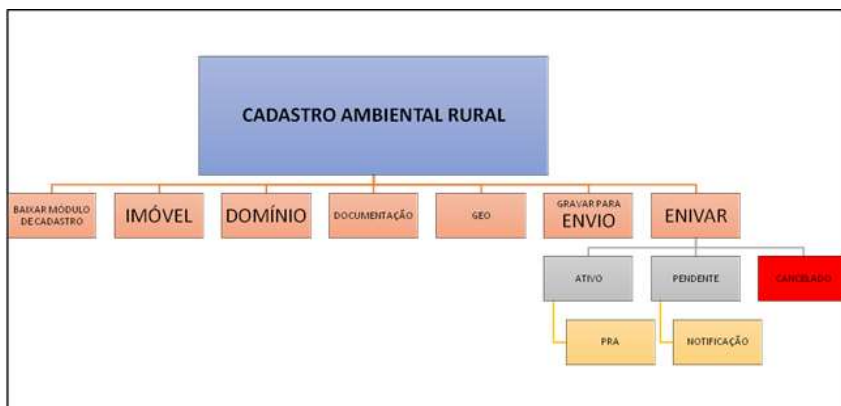 CADASTRO AMBIENTAL RURAL
BAIXAR MÓDULO
DE CADASTRO
IMÓVEL
DOMÍNIO
DOCUMENTAÇÃO
GEO
GRAVAR PARA
ENVIO
ENIVAR
ATIVO
PENDENTE
CANCELADO
PRA
NOTIFICAÇÃO